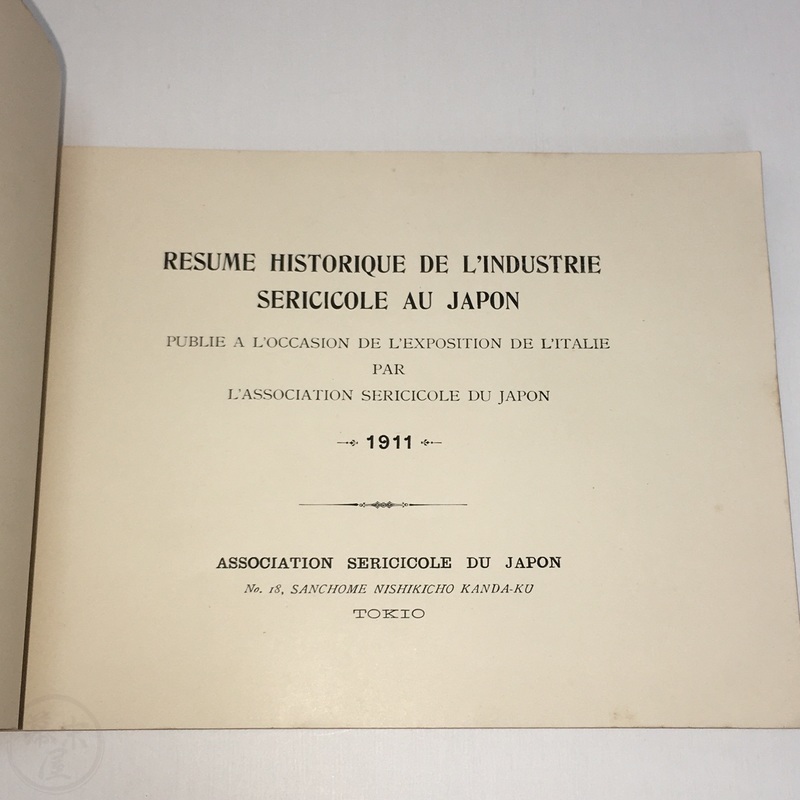 RESUME HISTORIQUE DE L'INDUSTRIE
SERICICOLE AU JAPON
PUBLIE A L'OCCASION DE L'EXPOSITION DE L'ITALIE
PAR
L'ASSOCIATION SERICICOLE DU JAPON
1911
ASSOCIATION SERICICOLE DU JAPON
No. 18, SANCHOME NISHIKICHO KANDA-KU
TOKIO